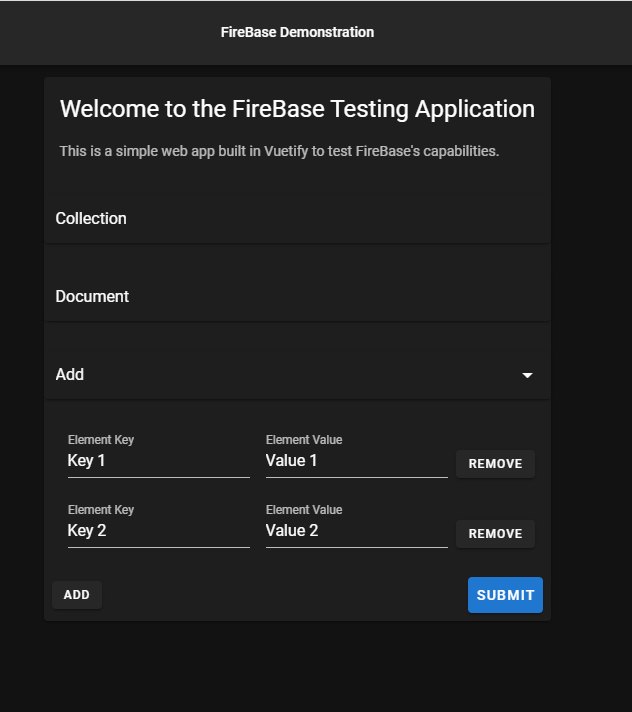 FireBase Demonstration
Welcome to the FireBase Testing Application
This is a simple web app built in Vuetify to test FireBase's capabilities.
Collection
Document
Add
Element Key
Element Value
Key 1
Value 1
REMOVE
Element Key
Element Value
Key 2
Value 2
REMOVE
ADD
SUBMIT